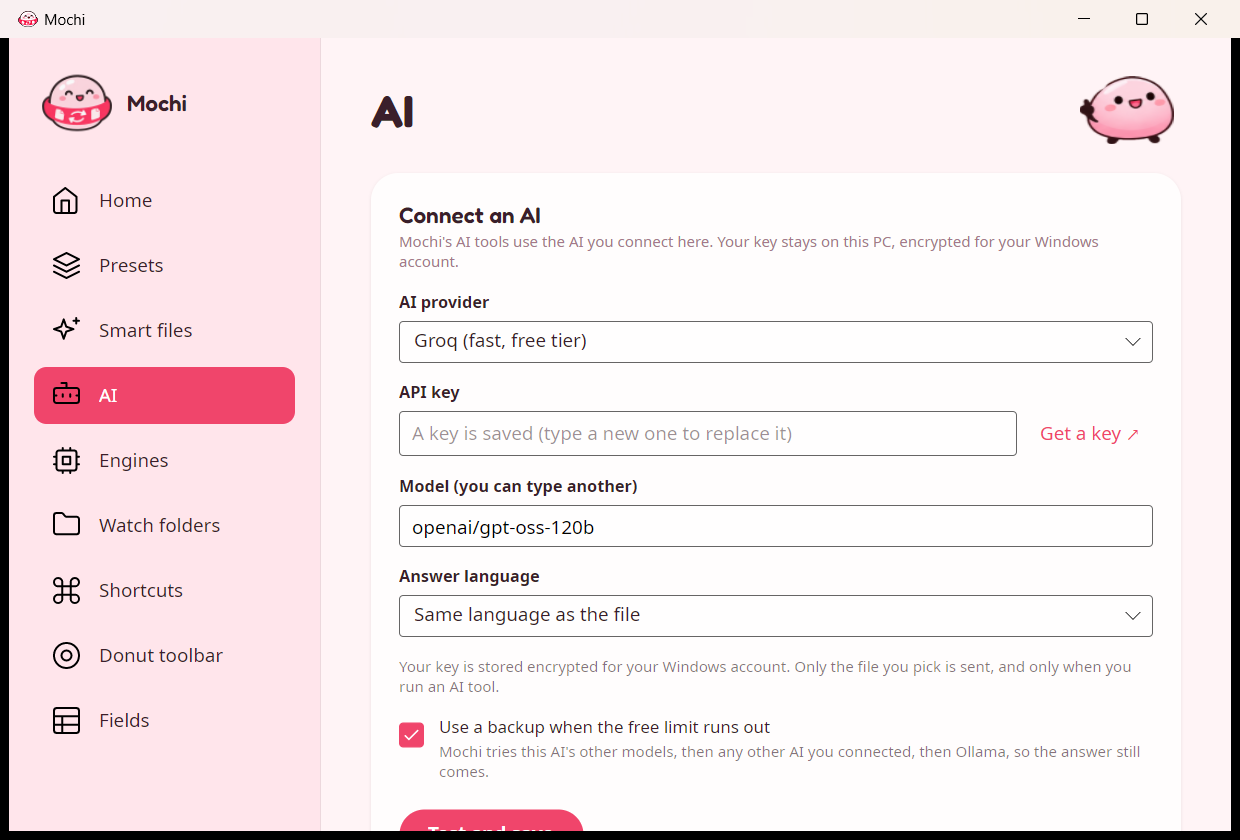 Mochi
Mochi
Home
Presets
Smart files
AI
Engines
Watch folders
Shortcuts
Donut toolbar
Fields
AI
Connect an AI
Mochi's AI tools use the AI you connect here. Your key stays on this PC, encrypted for your Windows
account.
AI provider
Groq (fast, free tier)
API key
A key is saved (type a new one to replace it)
Get a key ↗
Model (you can type another)
openai/gpt-oss-120b
Answer language
Same language as the file
Your key is stored encrypted for your Windows account. Only the file you pick is sent, and only when you
run an AI tool.
Use a backup when the free limit runs out
Mochi tries this AI's other models, then any other AI you connected, then Ollama, so the answer still
comes.
Test and save